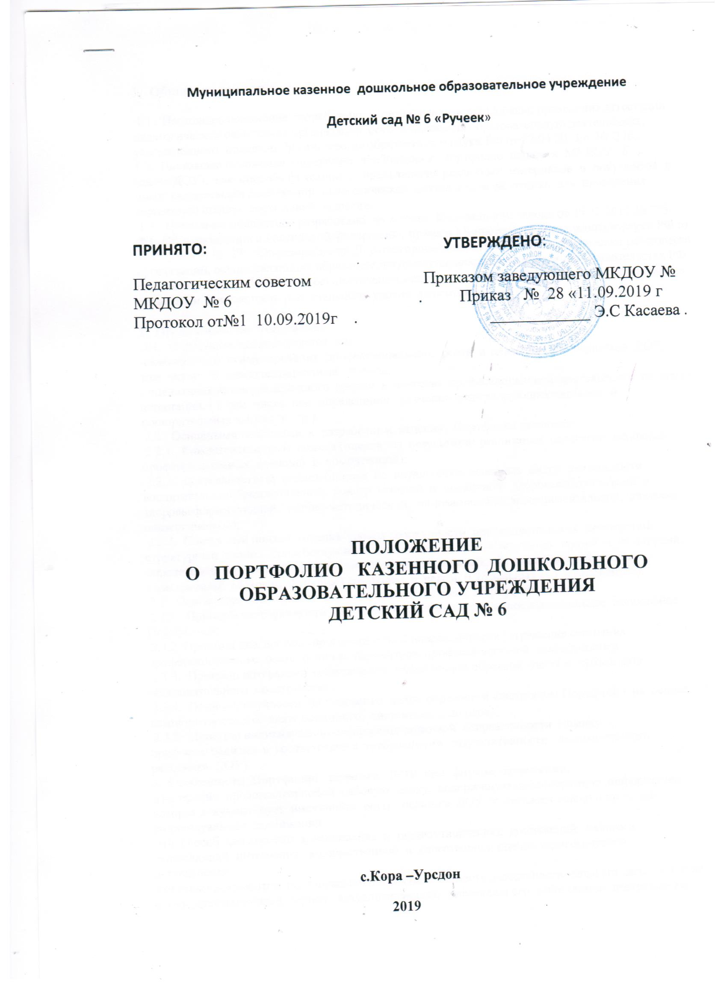 Муниципальное казенное дошкольное образовательное учреждение
Детский сад № 6 «Ручеек»
ПРИНЯТО:
Педагогическим советом
МКДОУ № 6
Протокол от№1 10.09.2019г .
УТВЕРЖДЕНО:
Приказом заведующего МКДОУ №
. Приказ № 28 «11.09.2019 г
____________ Э.С Касаева .
ПОЛОЖЕНИЕ
О ПОРТФОЛИО КАЗЕННОГО ДОШКОЛЬНОГО
ОБРАЗОВАТЕЛЬНОГО УЧРЕЖДЕНИЯ
ДЕТСКИЙ САД № 6
с.Кора –Урсдон
2019